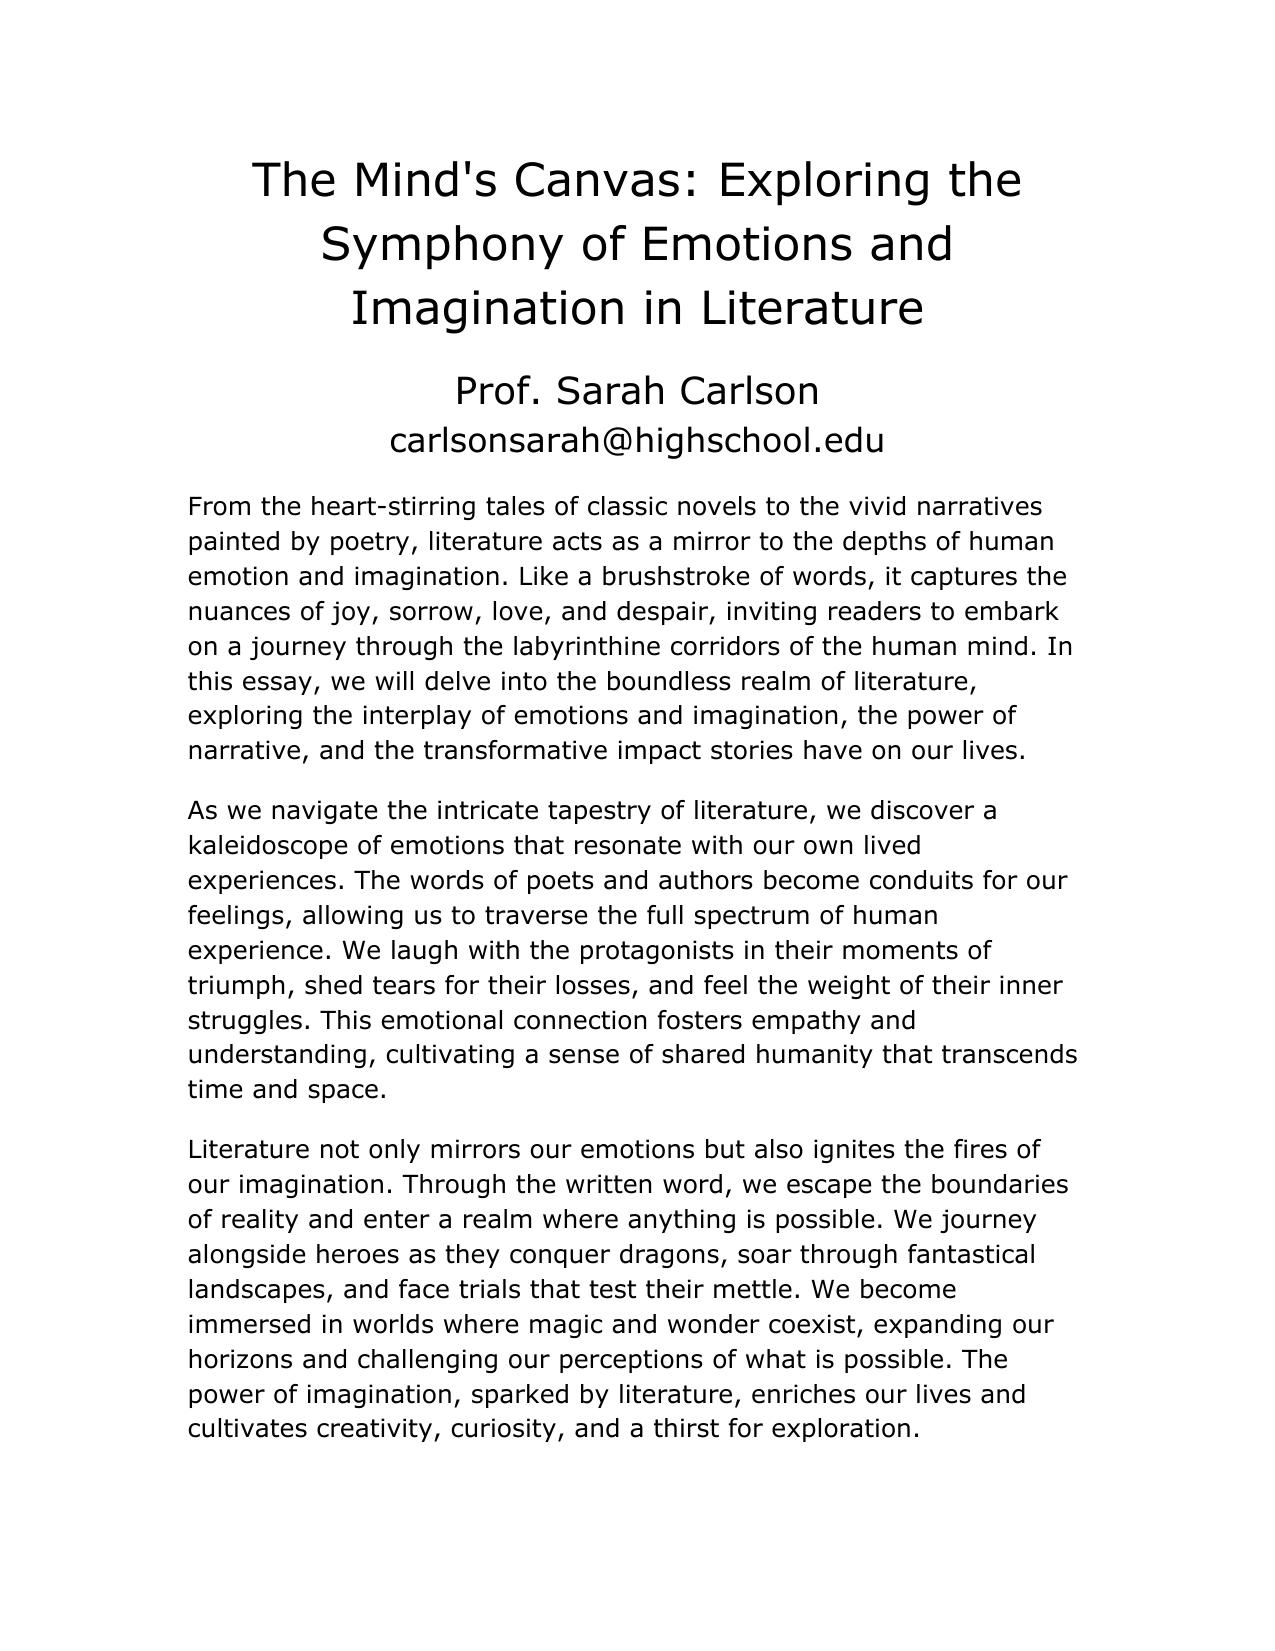 The Mind's Canvas: Exploring the
Symphony of Emotions and
Imagination in Literature
Prof. Sarah Carlson
carlsonsarah@highschool.edu
From the heart-stirring tales of classic novels to the vivid narratives
painted by poetry, literature acts as a mirror to the depths of human
emotion and imagination. Like a brushstroke of words, it captures the
nuances of joy, sorrow, love, and despair, inviting readers to embark
on a journey through the labyrinthine corridors of the human mind. In
this essay, we will delve into the boundless realm of literature,
exploring the interplay of emotions and imagination, the power of
narrative, and the transformative impact stories have on our lives.
As we navigate the intricate tapestry of literature, we discover a
kaleidoscope of emotions that resonate with our own lived
experiences. The words of poets and authors become conduits for our
feelings, allowing us to traverse the full spectrum of human
experience. We laugh with the protagonists in their moments of
triumph, shed tears for their losses, and feel the weight of their inner
struggles. This emotional connection fosters empathy and
understanding, cultivating a sense of shared humanity that transcends
time and space.
Literature not only mirrors our emotions but also ignites the fires of
our imagination. Through the written word, we escape the boundaries
of reality and enter a realm where anything is possible. We journey
alongside heroes as they conquer dragons, soar through fantastical
landscapes, and face trials that test their mettle. We become
immersed in worlds where magic and wonder coexist, expanding our
horizons and challenging our perceptions of what is possible. The
power of imagination, sparked by literature, enriches our lives and
cultivates creativity, curiosity, and a thirst for exploration.